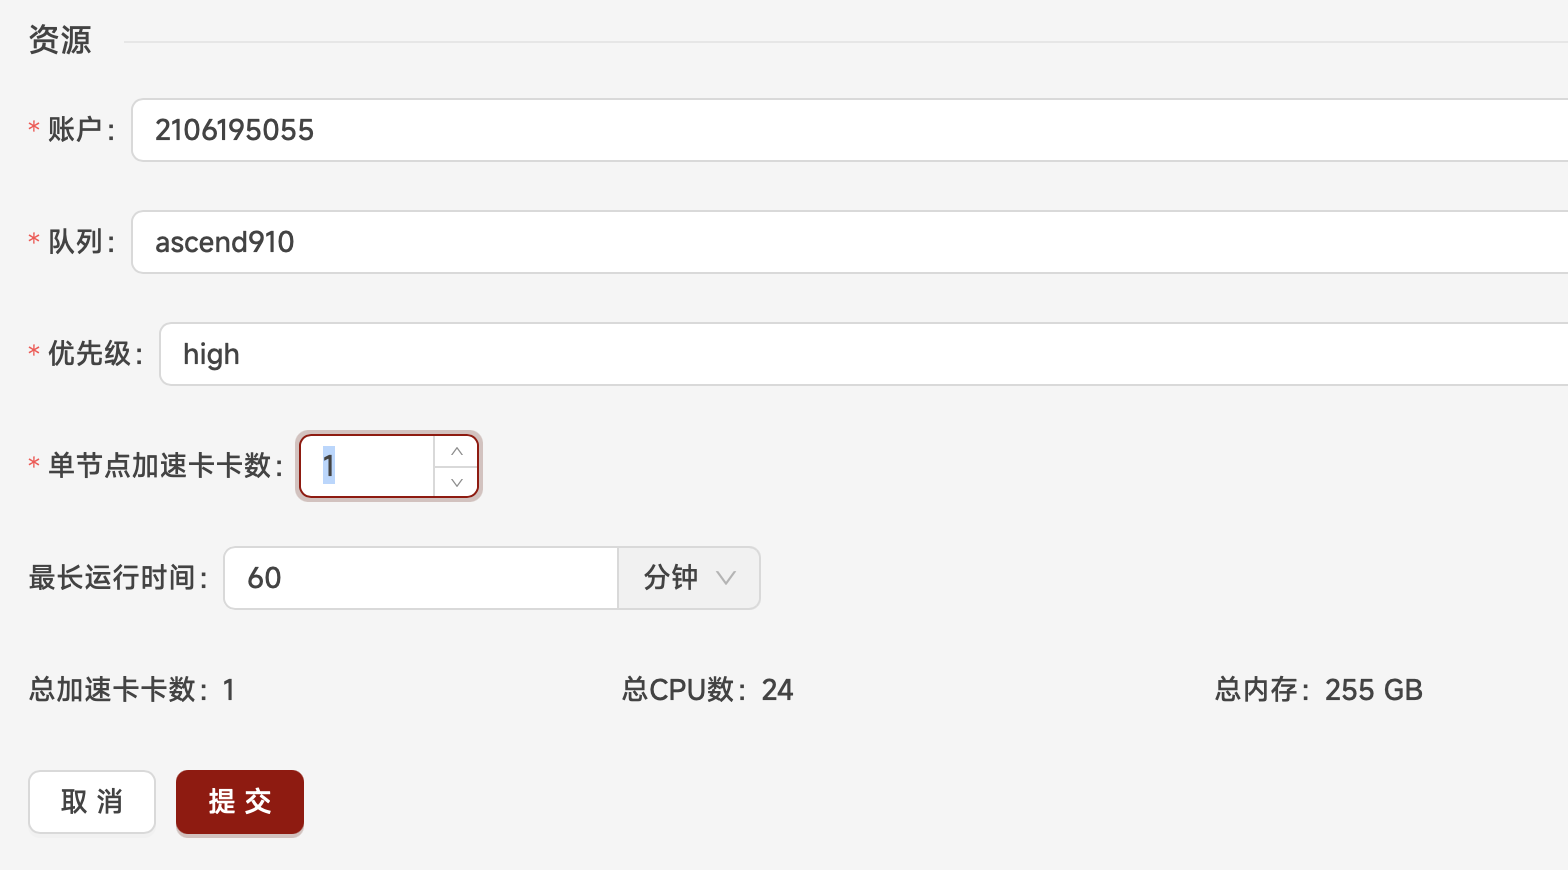 资源
* 账户： 2106195055
* 队列： ascend910
* 优先级： high
* 单节点加速卡卡数： 1
最长运行时间： 60 分钟
总加速卡卡数：1 总CPU数：24 总内存：255 GB
取 消 提 交